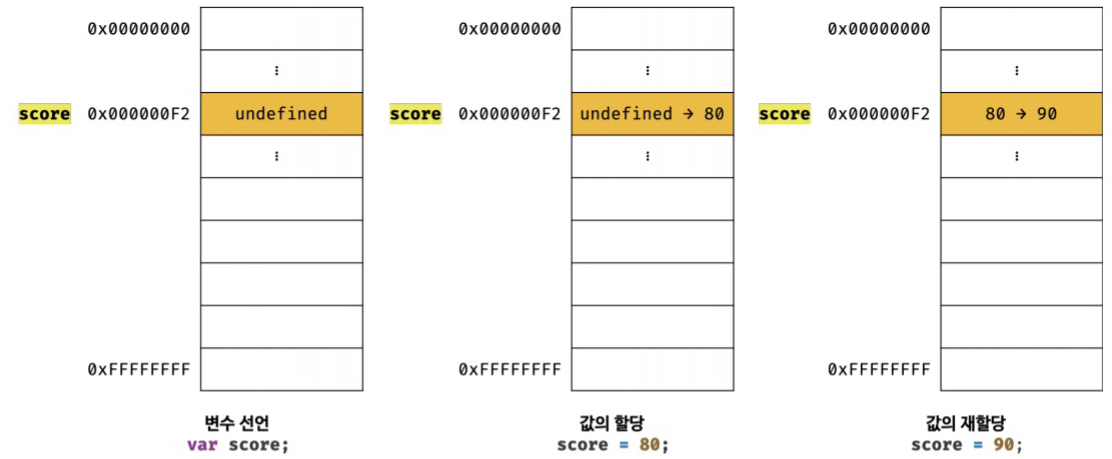 0x00000000
⋮
score 0x000000F2 undefined
⋮
0xFFFFFFFF
변수 선언
var score;
0x00000000
⋮
score 0x000000F2 undefined → 80
⋮
0xFFFFFFFF
값의 할당
score = 80;
0x00000000
⋮
score 0x000000F2 80 → 90
⋮
0xFFFFFFFF
값의 재할당
score = 90;